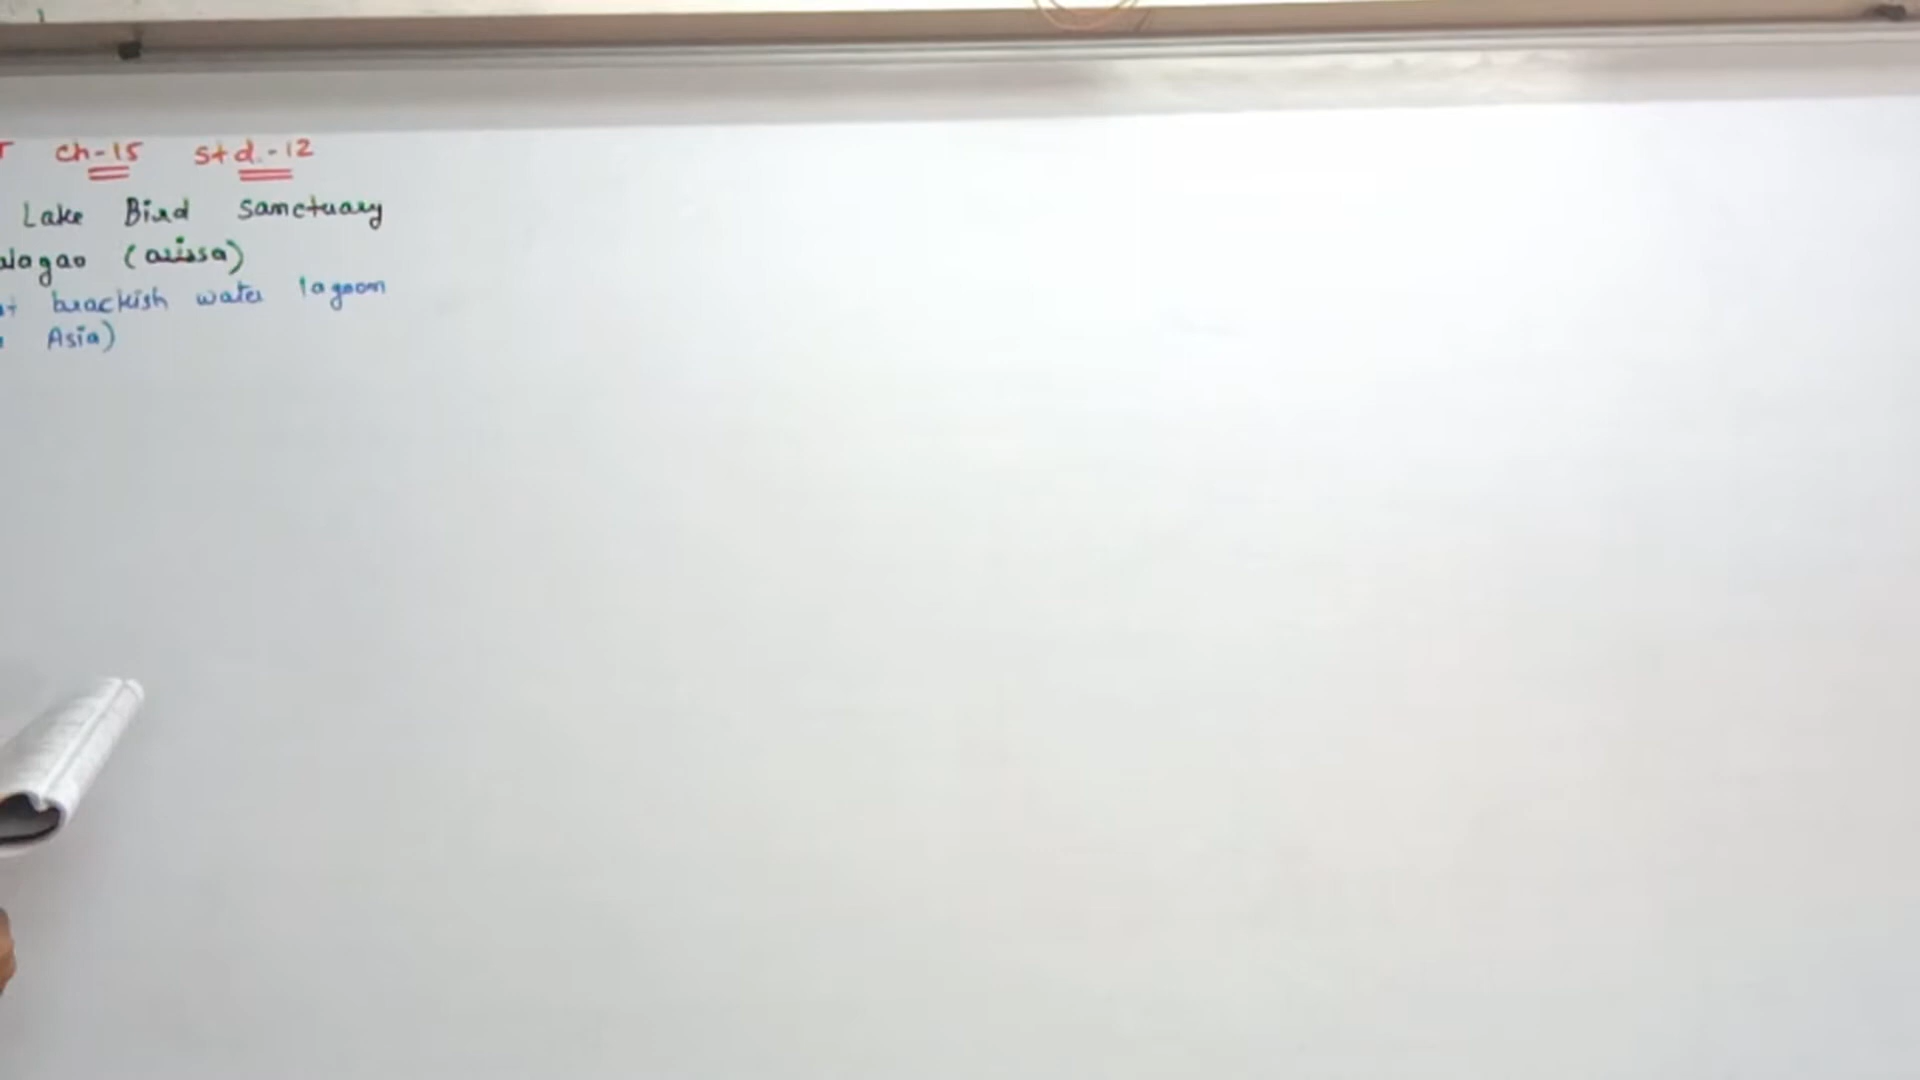 ch-15 std.-12
Lake Bird Sanctuary
(orissa)
brackish water lagoon
Asia)